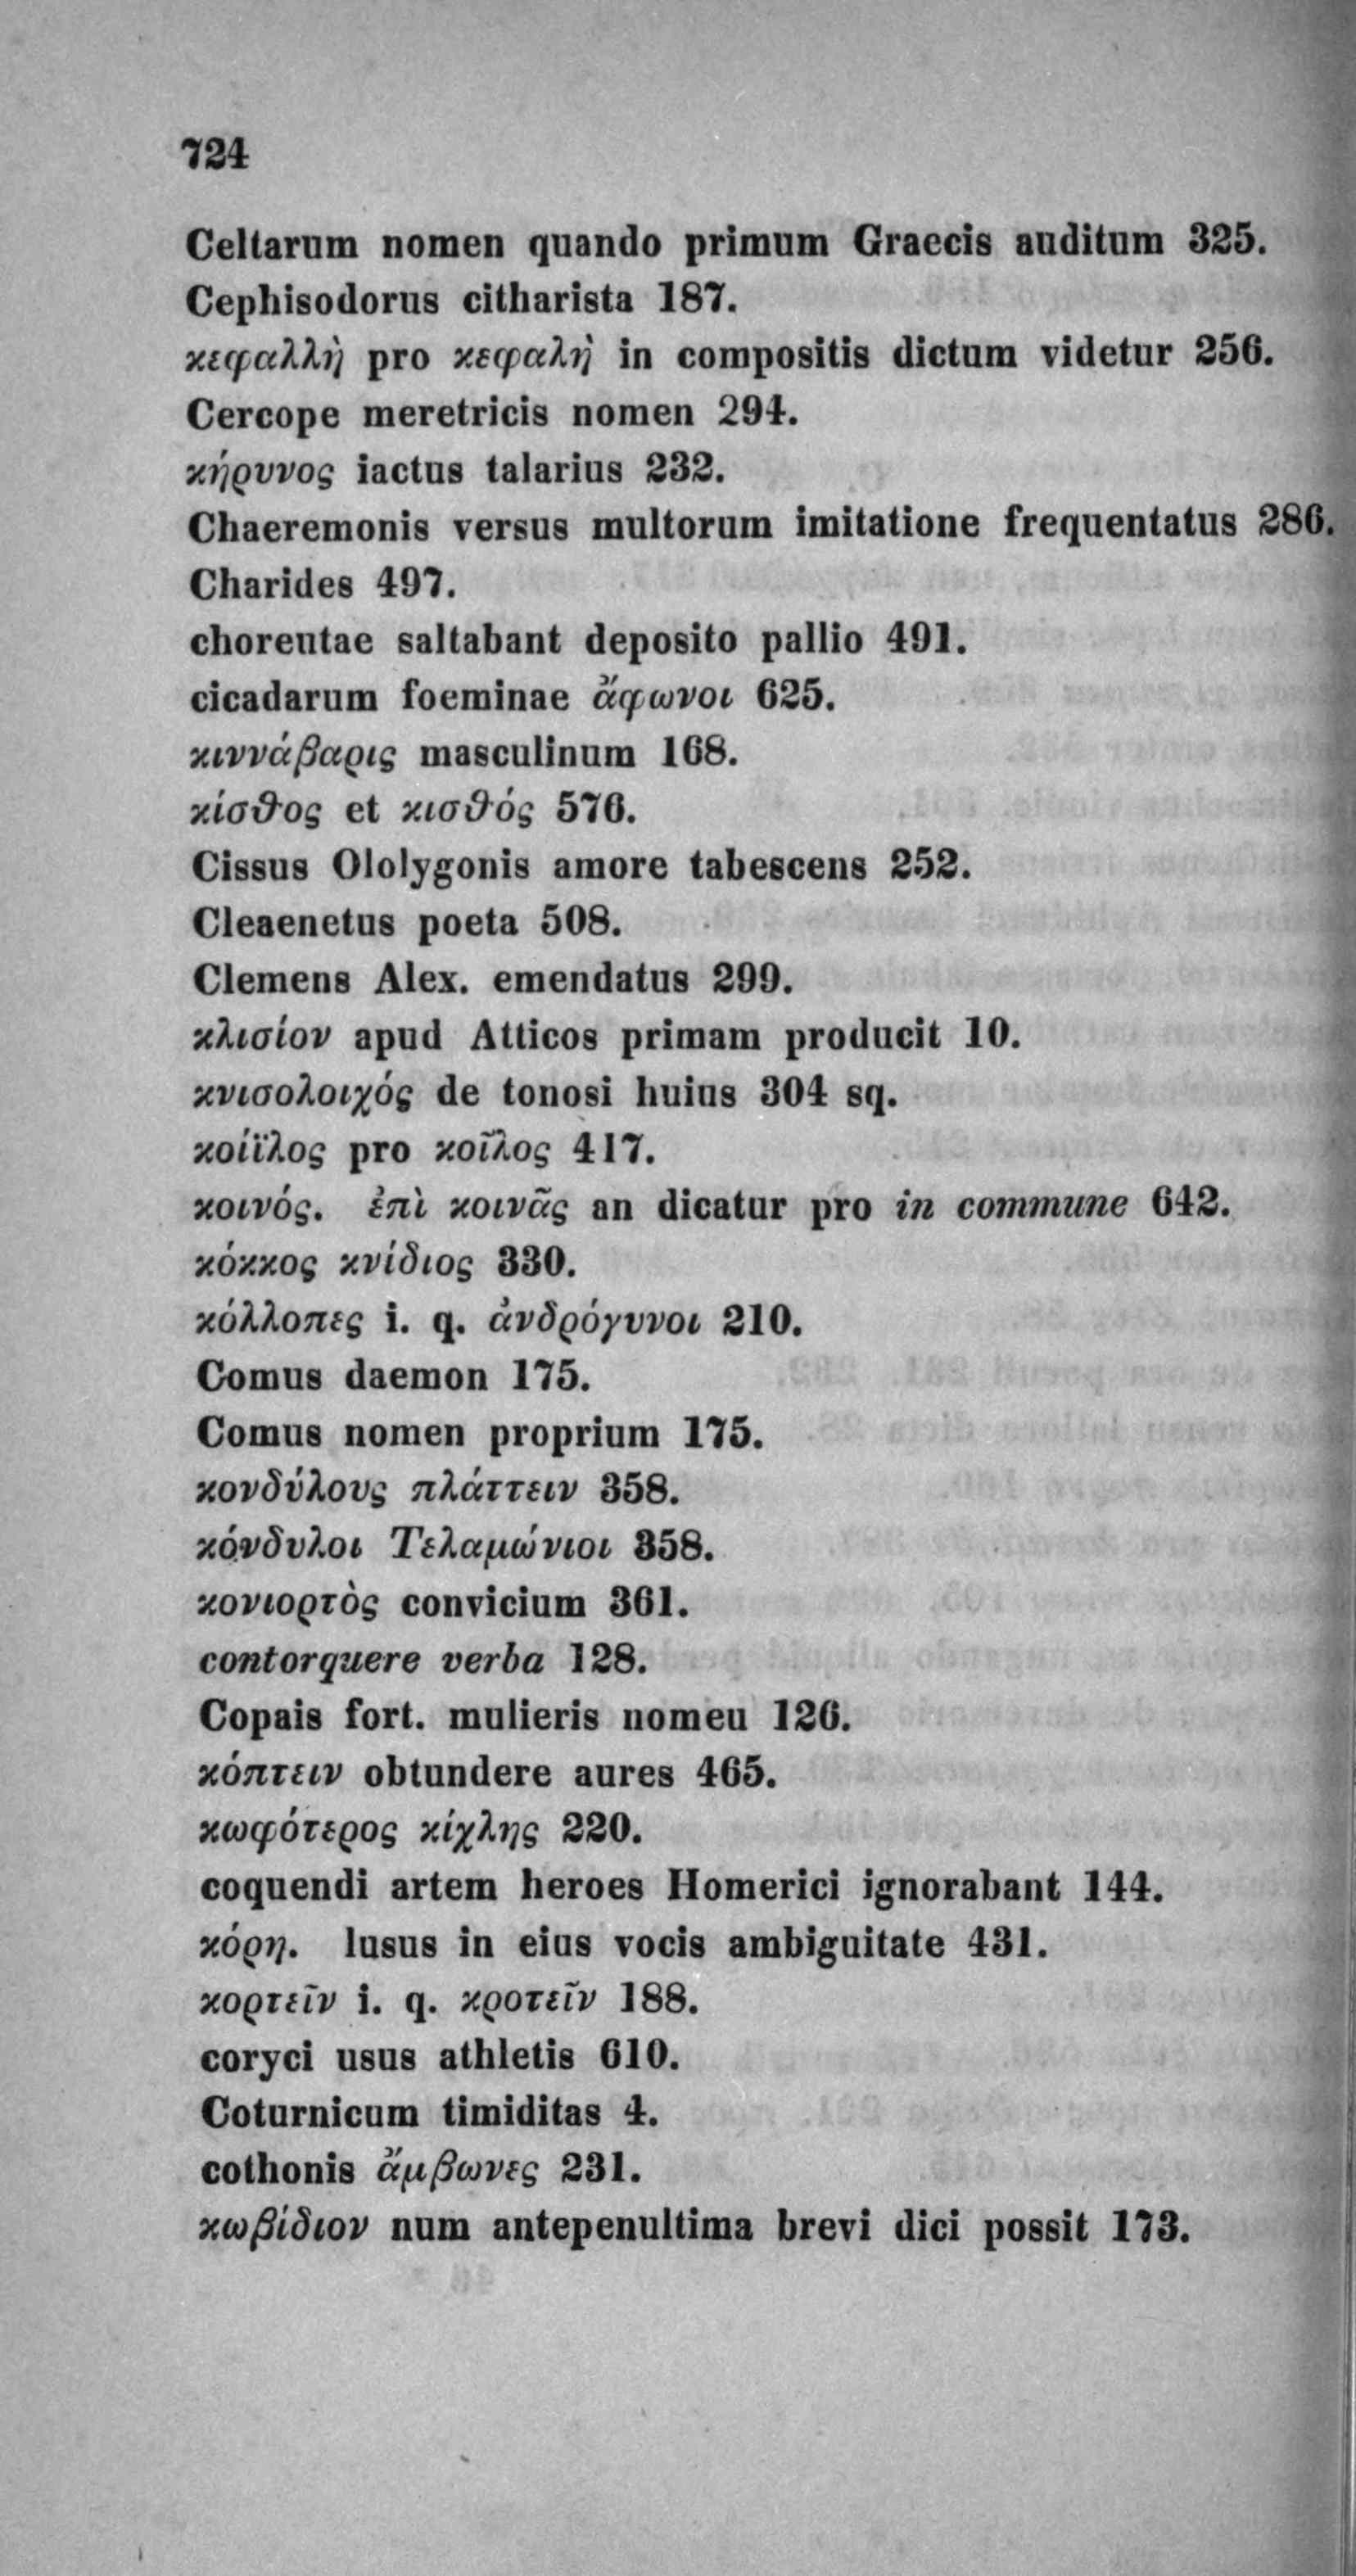 724
Celtarum nomen quando primum Graecis auditum 325.
Cephisodorus citharista 187.
κεφαλλὴ pro κεφαλὴ in compositis dictum videtur 256.
Cercope meretricis nomen 294.
κήρυνος iactus talarius 232.
Chaeremonis versus multorum imitatione frequentatus 286.
Charides 497.
choreutae saltabant deposito pallio 491.
cicadarum foeminae ἄφωνοι 625.
κιννάβαρις masculinum 168.
κίσθος et κισθός 576.
Cissus Ololygonis amore tabescens 252.
Cleaenetus poeta 508.
Clemens Alex. emendatus 299.
κλισίον apud Atticos primam producit 10.
κνισολοιχός de tonosi huius 304 sq.
κοίϊλος pro κοῖλος 417.
κοινός. ἐπὶ κοινᾶς an dicatur pro in commune 642.
κόκκος κνίδιος 330.
κόλλοπες i. q. ἀνδρόγυνοι 210.
Comus daemon 175.
Comus nomen proprium 175.
κονδύλους πλάττειν 358.
κόνδυλοι Τελαμώνιοι 358.
κονιορτὸς convicium 361.
contorquere verba 128.
Copais fort. mulieris nomeu 126.
κόπτειν obtundere aures 465.
κωφότερος κίχλης 220.
coquendi artem heroes Homerici ignorabant 144.
κόρη. lusus in eius vocis ambiguitate 431.
κορτεῖν i. q. κροτεῖν 188.
coryci usus athletis 610.
Coturnicum timiditas 4.
cothonis ἄμβωνες 231.
κωβίδιον num antepenultima brevi dici possit 173.